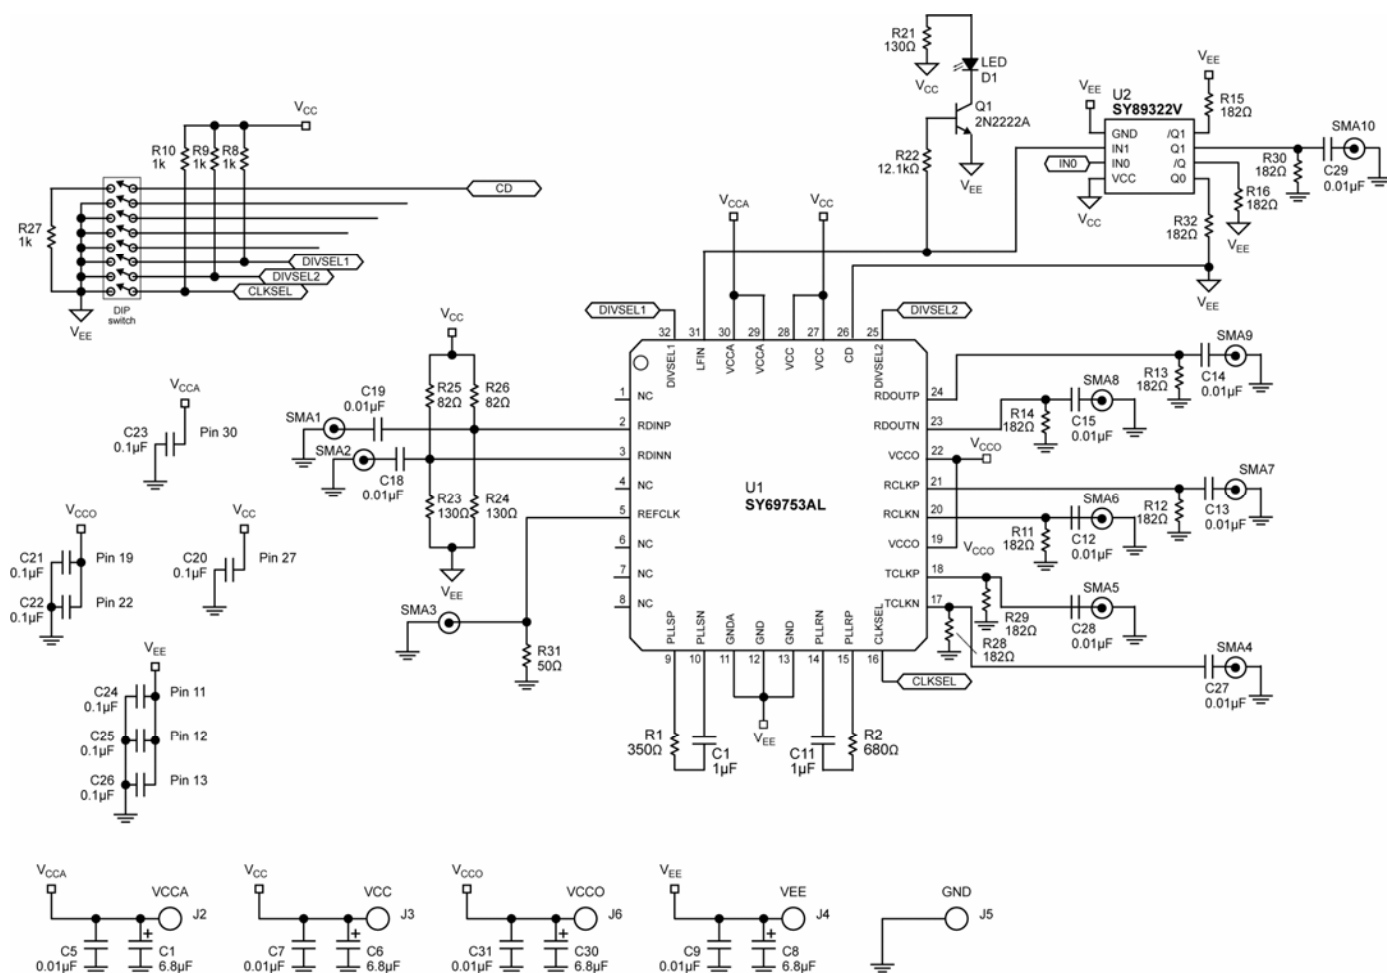 R21
130Ω
VCC
LED
D1
Q1
2N2222A
VEE
R22
12.1kΩ
VEE
U2
SY89322V
GND
IN1
IN0
VCC
/Q1
Q1
/Q
Q0
IN0
VCC
VEE
R15
182Ω
SMA10
R30
182Ω
C29
0.01µF
R16
182Ω
VEE
R32
182Ω
VEE
VCC
R10
1k
R9
1k
R8
1k
CD
R27
1k
DIVSEL1
DIVSEL2
CLKSEL
DIP
switch
VEE
VCCA
VCC
DIVSEL1
DIVSEL2
32
31
30
29
28
27
26
25
DIVSEL1
LFIN
VCCA
VCCA
VCC
VCC
CD
DIVSEL2
VCC
R25
82Ω
R26
82Ω
C19
0.01µF
SMA1
SMA2
C18
0.01µF
R23
130Ω
R24
130Ω
VEE
SMA3
R31
50Ω
1
NC
2
RDINP
3
RDINN
4
NC
5
REFCLK
6
NC
7
NC
8
NC
U1
SY69753AL
RDOUTP
24
RDOUTN
23
VCCO
22
RCLKP
21
RCLKN
20
VCCO
19
TCLKP
18
TCLKN
17
PLLSP
PLLSN
GNDA
GND
GND
PLLRN
PLLRP
CLKSEL
9
10
11
12
13
14
15
16
CLKSEL
R1
350Ω
C1
1µF
VEE
C11
1µF
R2
680Ω
SMA9
R13
182Ω
C14
0.01µF
SMA8
R14
182Ω
C15
0.01µF
VCCO
SMA7
R12
182Ω
C13
0.01µF
SMA6
R11
182Ω
C12
0.01µF
VCCO
SMA5
R29
182Ω
C28
0.01µF
R28
182Ω
SMA4
C27
0.01µF
VCCA
C23
0.1µF
Pin 30
VCCO
C21
0.1µF
Pin 19
C22
0.1µF
Pin 22
VCC
C20
0.1µF
Pin 27
VEE
C24
0.1µF
Pin 11
C25
0.1µF
Pin 12
C26
0.1µF
Pin 13
VCCA
VCCA
J2
C5
0.01µF
C1
6.8µF
VCC
VCC
J3
C7
0.01µF
C6
6.8µF
VCCO
VCCO
J6
C31
0.01µF
C30
6.8µF
VEE
VEE
J4
C9
0.01µF
C8
6.8µF
GND
J5